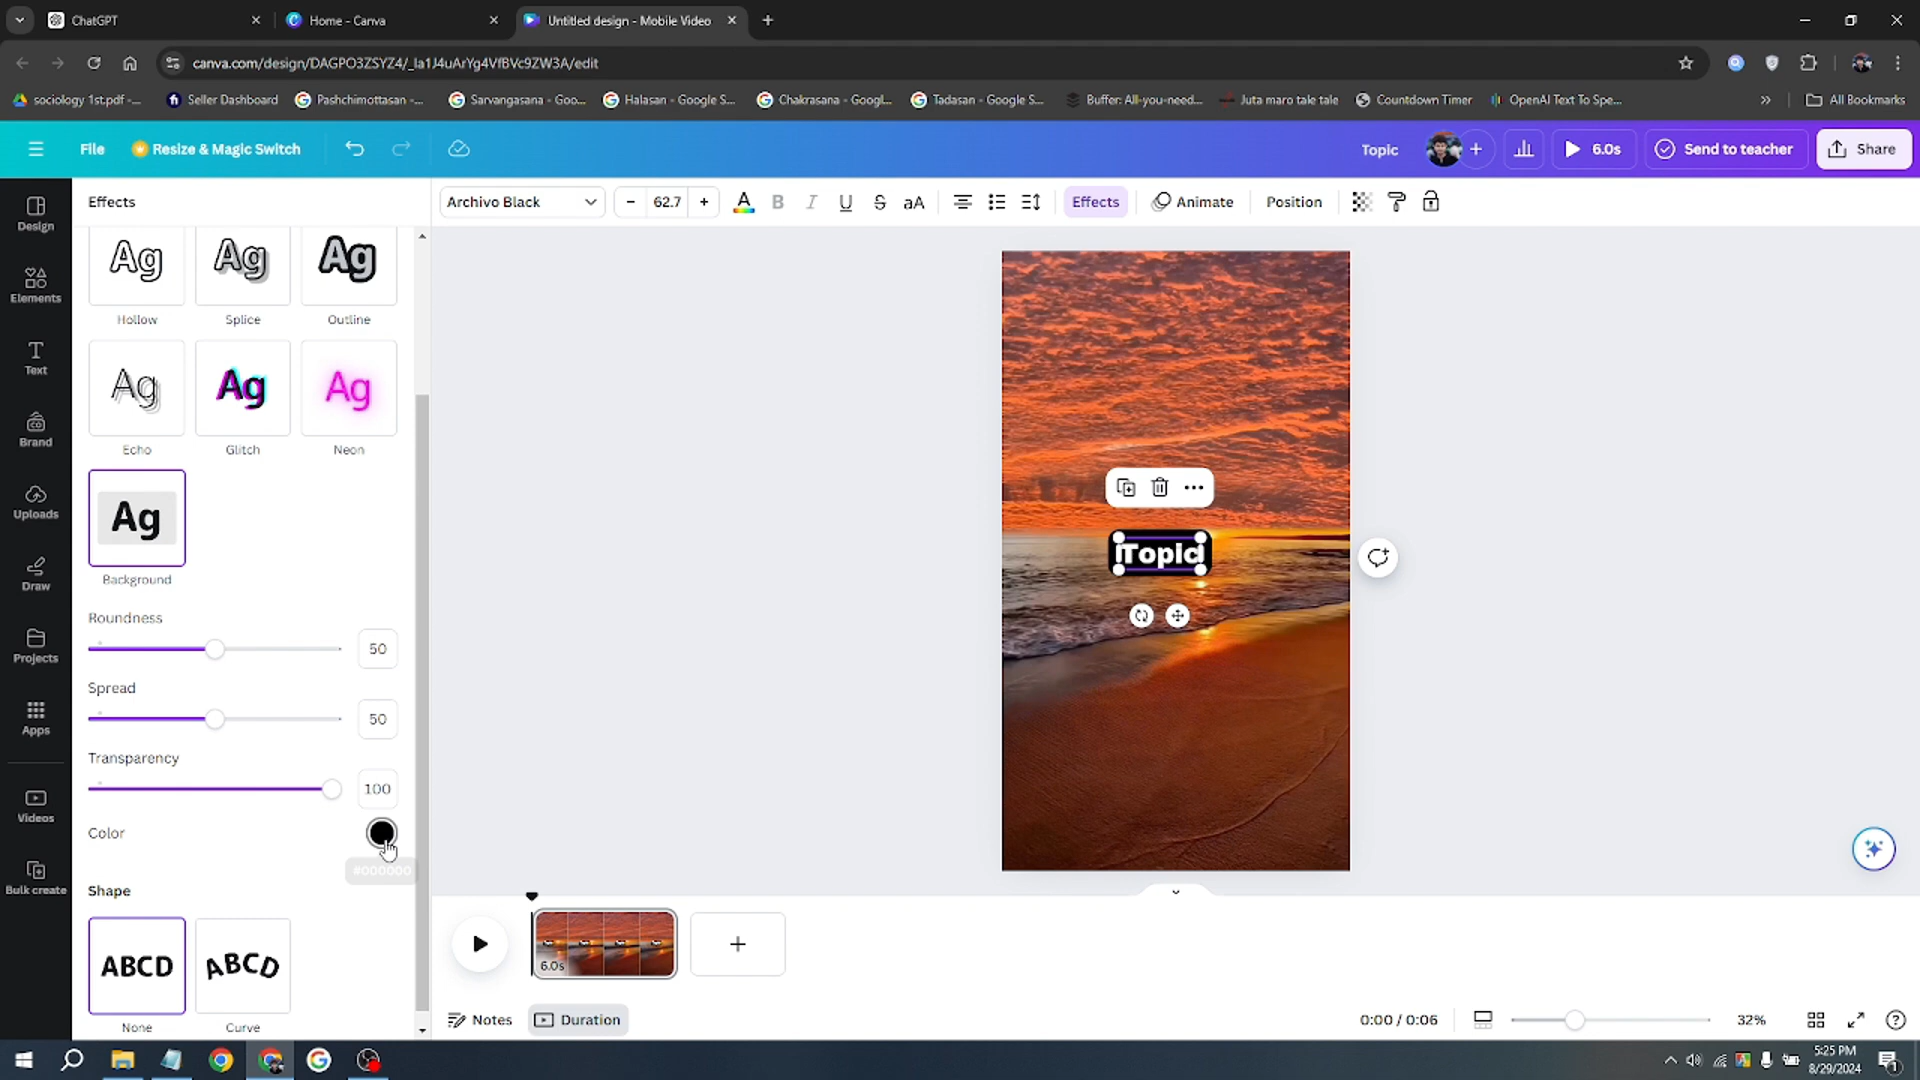 ChatGPT
Home - Canva
Untitled design - Mobile Video
canva.com/design/DAGPO3ZSYZ4/_la1J4uArYg4VfBVc9ZW3A/edit
sociology 1st.pdf -...
Seller Dashboard
Pashchimottasan -...
Sarvangasana - Goo...
Halasan - Google S...
Chakrasana - Googl...
Tadasan - Google S...
Buffer: All-you-need...
Juta maro tale tale
Countdown Timer
OpenAI Text To Spe...
All Bookmarks
File
Resize & Magic Switch
Topic
6.0s
Send to teacher
Share
Effects
Archivo Black
62.7
A
B
I
U
S
aA
Effects
Animate
Position
Design
Elements
Text
Brand
Uploads
Draw
Projects
Apps
Videos
Bulk create
Ag
Ag
Ag
Hollow
Splice
Outline
Ag
Ag
Ag
Echo
Glitch
Neon
Ag
Background
Roundness
50
Spread
50
Transparency
100
Color
#000000
Shape
ABCD
ABCD
None
Curve
Topic
6.0s
Notes
Duration
0:00 / 0:06
32%
5:25 PM
8/29/2024